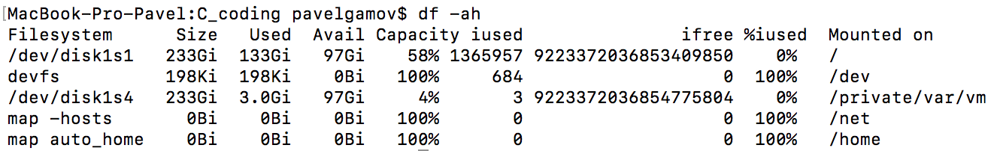 [MacBook-Pro-Pavel:C_coding pavelgamov$ df -ah
Filesystem Size Used Avail Capacity iused ifree %iused Mounted on
/dev/disk1s1 233Gi 133Gi 97Gi 58% 1365957 9223372036853409850 0% /
devfs 198Ki 198Ki 0Bi 100% 684 0 100% /dev
/dev/disk1s4 233Gi 3.0Gi 97Gi 4% 3 9223372036854775804 0% /private/var/vm
map -hosts 0Bi 0Bi 0Bi 100% 0 0 100% /net
map auto_home 0Bi 0Bi 0Bi 100% 0 0 100% /home